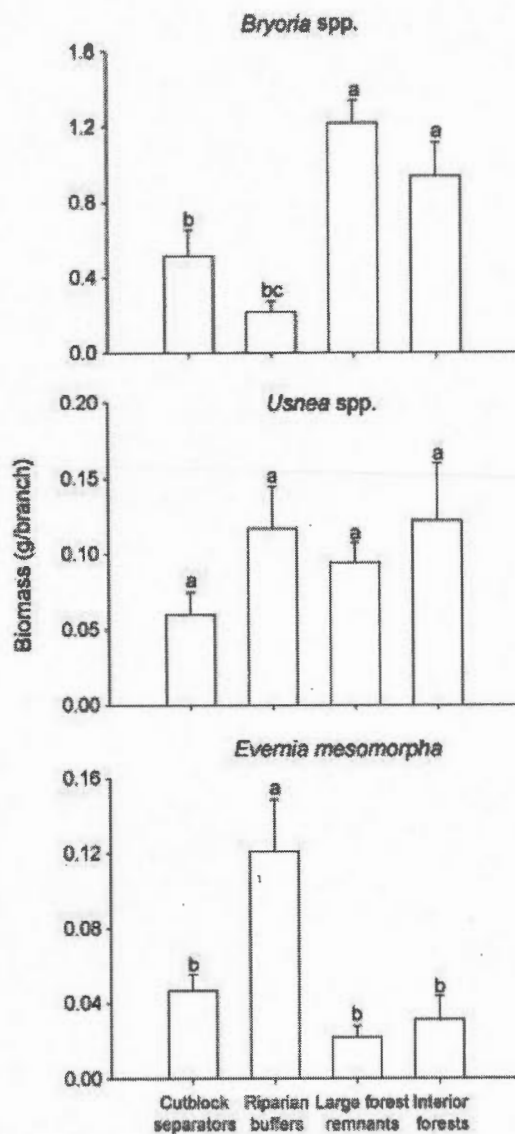 Bryoria spp.
1.6
1.2
0.8
0.4
0.0
b
bc
a
a
Usnea spp.
0.20
0.15
0.10
0.05
0.00
a
a
a
a
Biomass (g/branch)
Evernia mesomorpha
0.16
0.12
0.08
0.04
0.00
b
a
b
b
Cutblock Riparian Large forest Interior
separators buffers remnants forests